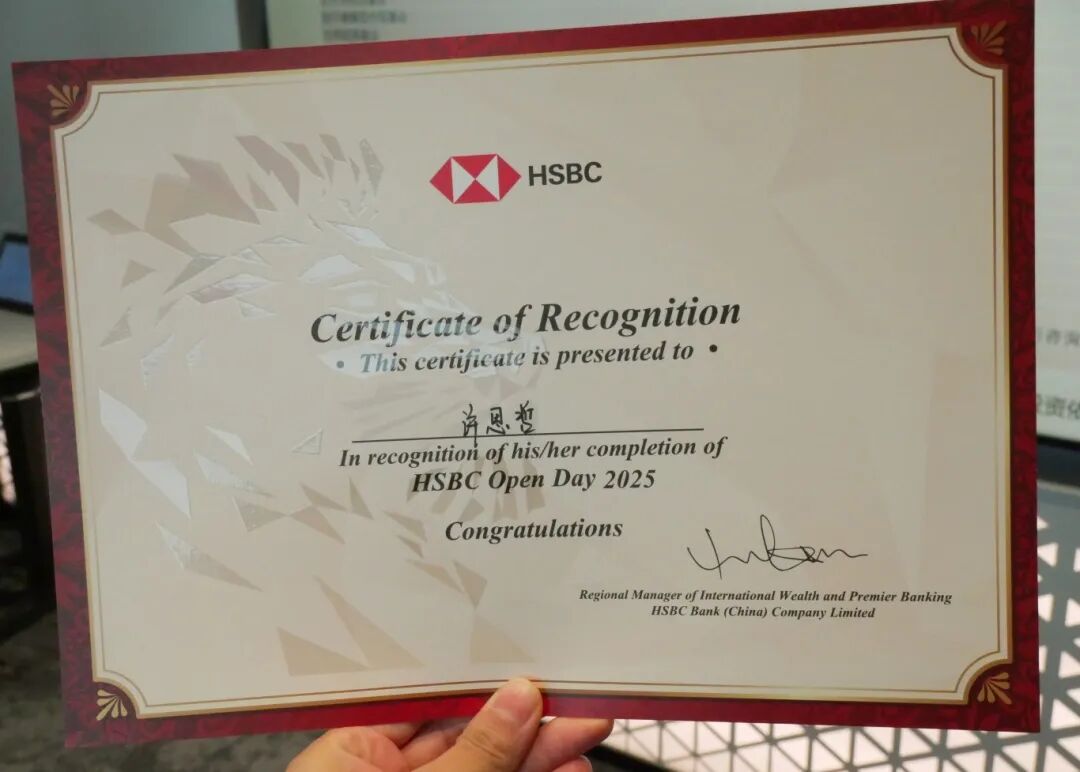 HSBC
Certificate of Recognition
• This certificate is presented to •
许恩哲
In recognition of his/her completion of
HSBC Open Day 2025
Congratulations
Regional Manager of International Wealth and Premier Banking
HSBC Bank (China) Company Limited